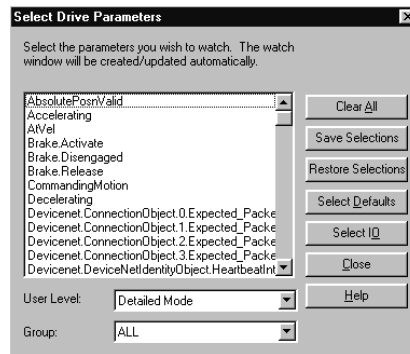 Select Drive Parameters
Select the parameters you wish to watch. The watch
window will be created/updated automatically.
AbsolutePosnValid
Accelerating
AtVel
Brake.Activate
Brake.Disengaged
Brake.Release
CommandingMotion
Decelerating
Devicenet.ConnectionObject.0.Expected_Packe
Devicenet.ConnectionObject.1.Expected_Packe
Devicenet.ConnectionObject.2.Expected_Packe
Devicenet.ConnectionObject.3.Expected_Packe
Devicenet.DeviceNetIdentityObject.HeartbeatInt
Clear All
Save Selections
Restore Selections
Select Defaults
Select IO
Close
Help
User Level:
Detailed Mode
Group:
ALL